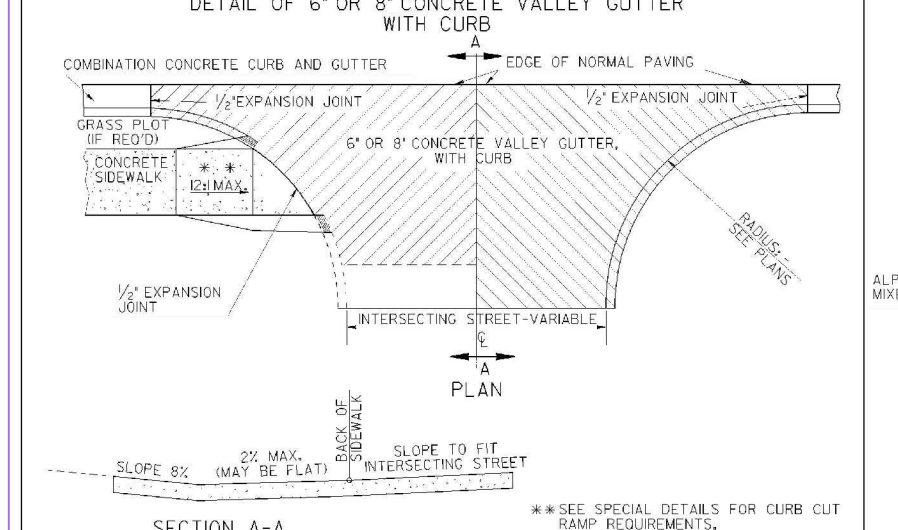 DETAIL OF 6" OR 8" CONCRETE VALLEY GUTTER
WITH CURB
A
COMBINATION CONCRETE CURB AND GUTTER
EDGE OF NORMAL PAVING
1/2" EXPANSION JOINT
1/2" EXPANSION
JOINT
GRASS PLOT
(IF REQ'D)
6" OR 8" CONCRETE VALLEY GUTTER,
WITH CURB
CONCRETE
SIDEWALK
* *
12:1 MAX.
RADIUS:-
SEE PLANS
1/2" EXPANSION
JOINT
ALP
MIXE
INTERSECTING STREET-VARIABLE
℄
A
PLAN
BACK OF
SIDEWALK
SLOPE 8%
2% MAX.
(MAY BE FLAT)
SLOPE TO FIT
INTERSECTING STREET
SECTION A-A
** SEE SPECIAL DETAILS FOR CURB CUT
RAMP REQUIREMENTS.